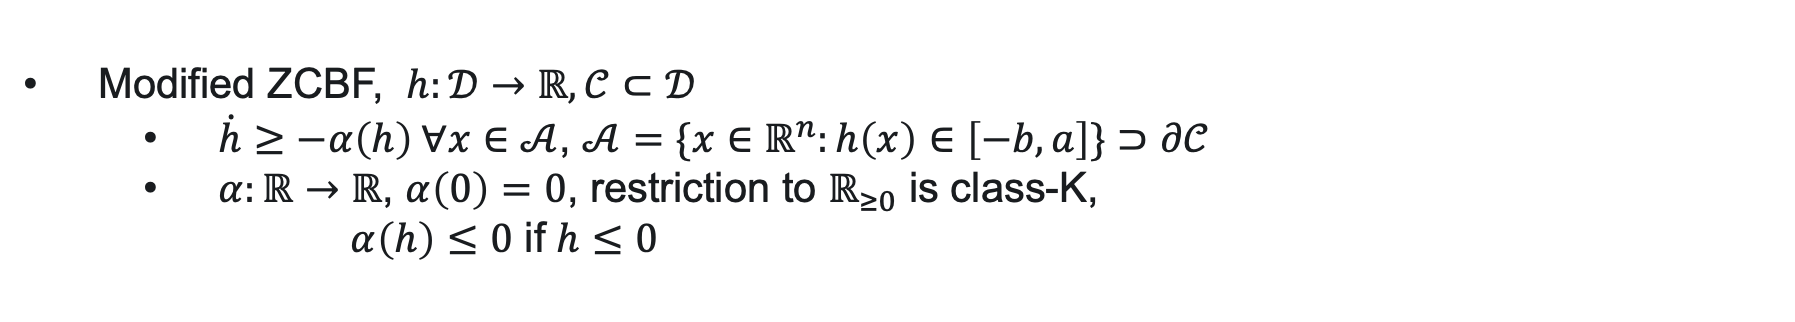 • Modified ZCBF, ℎ: 𝒟 → ℝ, 𝒞 ⊂ 𝒟
• ḣ ≥ −𝛼(ℎ) ∀𝑥 ∈ 𝒜, 𝒜 = {𝑥 ∈ ℝⁿ: ℎ(𝑥) ∈ [−𝑏, 𝑎]} ⊃ 𝜕𝒞
• 𝛼: ℝ → ℝ, 𝛼(0) = 0, restriction to ℝ≥0 is class-K,
𝛼(ℎ) ≤ 0 if ℎ ≤ 0